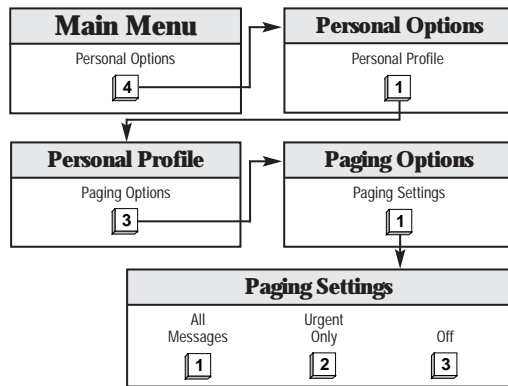 Main Menu
Personal Options
4
Personal Options
Personal Profile
1
Personal Profile
Paging Options
3
Paging Options
Paging Settings
1
Paging Settings
All
Messages
1
Urgent
Only
2
Off
3